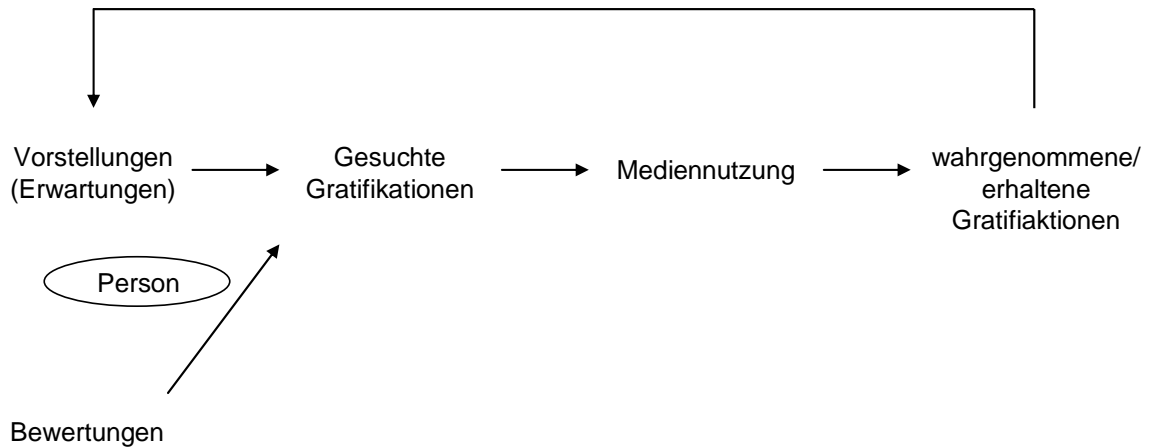 Vorstellungen
(Erwartungen)
Gesuchte
Gratifikationen
Mediennutzung
wahrgenommene/
erhaltene
Gratifiaktionen
Person
Bewertungen